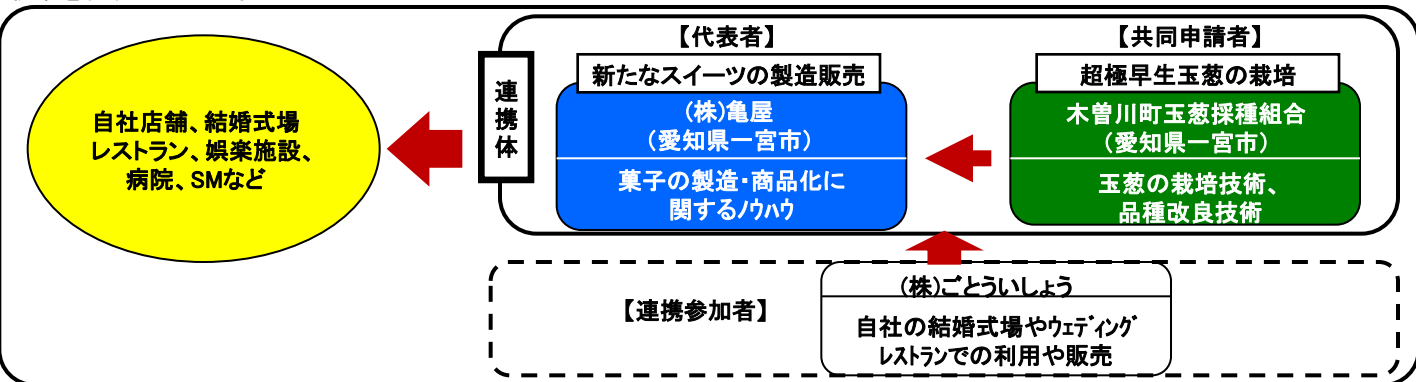 自社店舗、結婚式場
レストラン、娯楽施設、
病院、SMなど
連
携
体
【代表者】
新たなスイーツの製造販売
(株)亀屋
(愛知県一宮市)
菓子の製造・商品化に
関するﾉｳﾊｳ
【共同申請者】
超極早生玉葱の栽培
木曽川町玉葱採種組合
(愛知県一宮市)
玉葱の栽培技術、
品種改良技術
【連携参加者】
(株)ごとういしょう
自社の結婚式場やｳｪﾃﾞｨﾝｸﾞ
ﾚｽﾄﾗﾝでの利用や販売